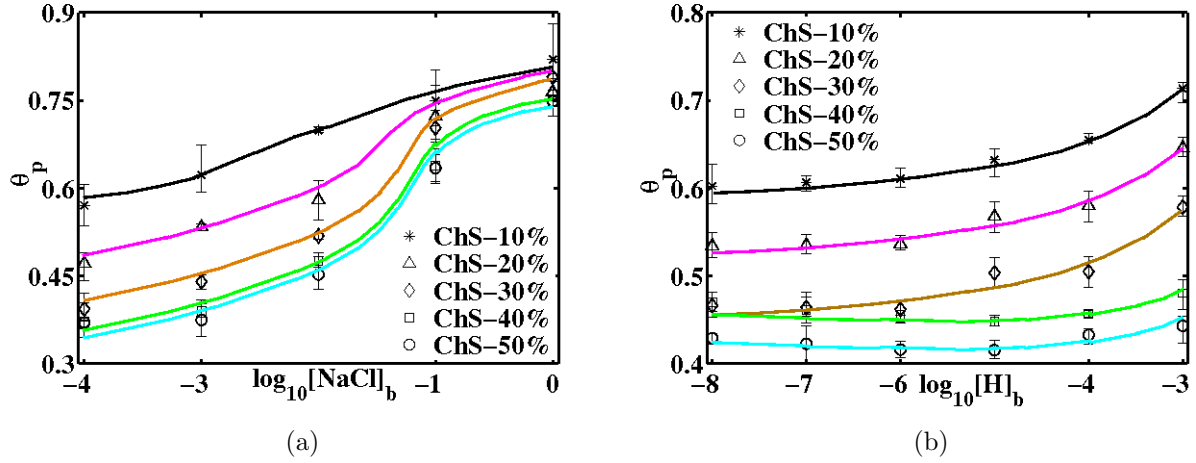 0.9
0.75
0.6
0.45
0.3
θp
ChS–10%
ChS–20%
ChS–30%
ChS–40%
ChS–50%
−4
−3
log10[NaCl]b
−1
0
(a)
0.8
0.7
0.6
0.5
0.4
θp
ChS–10%
ChS–20%
ChS–30%
ChS–40%
ChS–50%
−8
−7
−6
log10[H]b
−4
−3
(b)